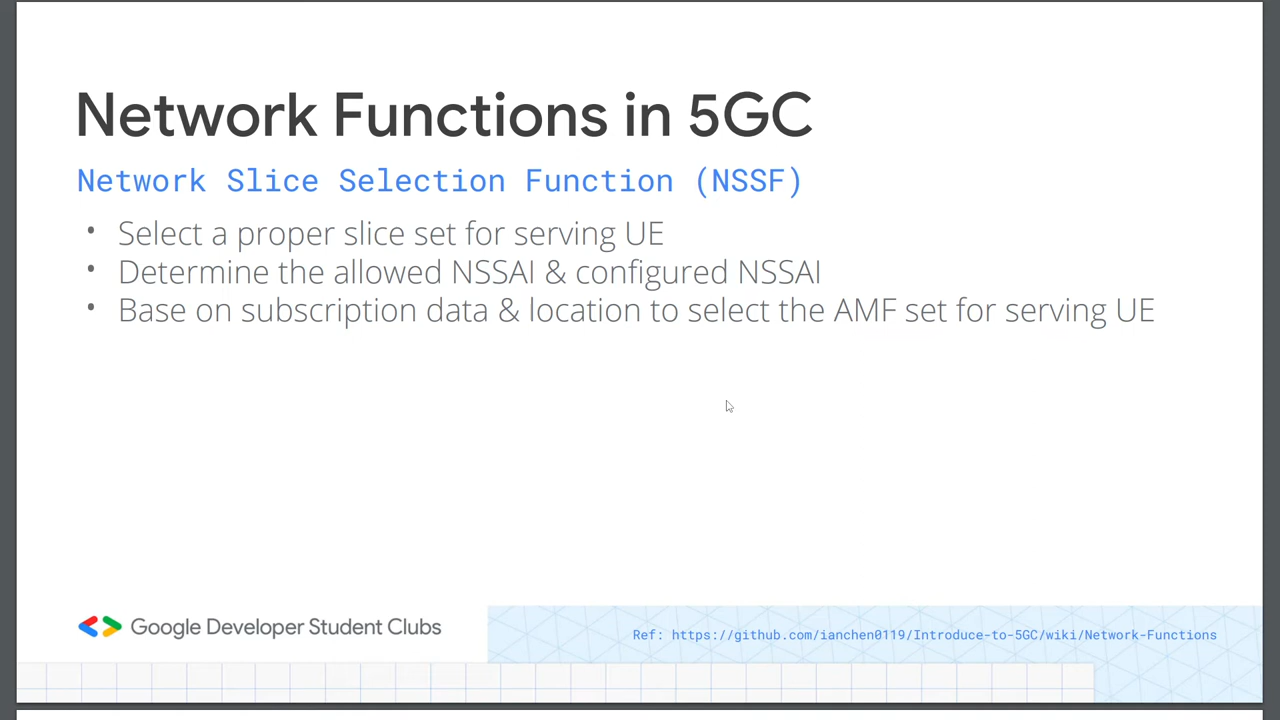 Network Functions in 5GC
Network Slice Selection Function (NSSF)
• Select a proper slice set for serving UE
• Determine the allowed NSSAI & configured NSSAI
• Base on subscription data & location to select the AMF set for serving UE
Google Developer Student Clubs
Ref: https://github.com/ianchen0119/Introduce-to-5GC/wiki/Network-Functions